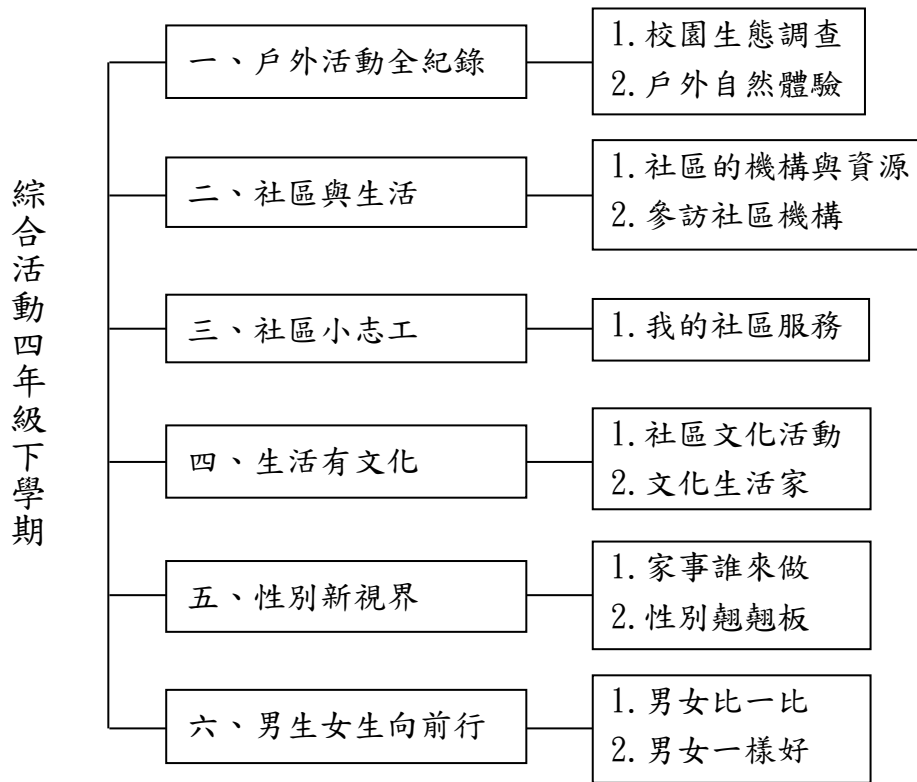 綜合活動四年級下學期
一、戶外活動全紀錄
1.校園生態調查
2.戶外自然體驗
二、社區與生活
1.社區的機構與資源
2.參訪社區機構
三、社區小志工
1.我的社區服務
四、生活有文化
1.社區文化活動
2.文化生活家
五、性別新視界
1.家事誰來做
2.性別翹翹板
六、男生女生向前行
1.男女比一比
2.男女一樣好